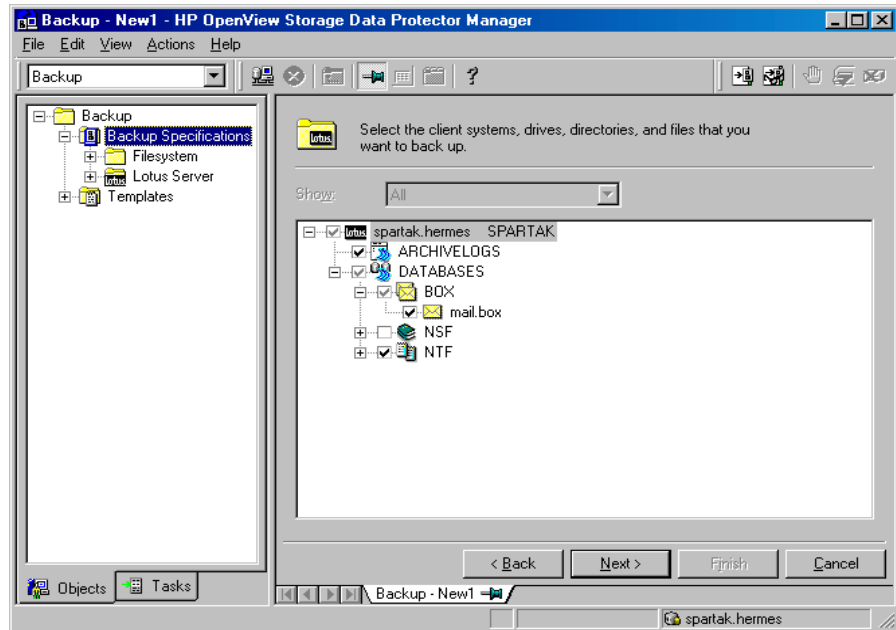 Backup - New1 - HP OpenView Storage Data Protector Manager
File Edit View Actions Help
Backup
?
Backup
Backup Specifications
Filesystem
Lotus Server
Templates
Objects
Tasks
Lotus
Select the client systems, drives, directories, and files that you
want to back up.
Show:
All
spartak.hermes SPARTAK
ARCHIVELOGS
DATABASES
BOX
mail.box
NSF
NTF
< Back
Next >
Finish
Cancel
Backup - New1
spartak.hermes